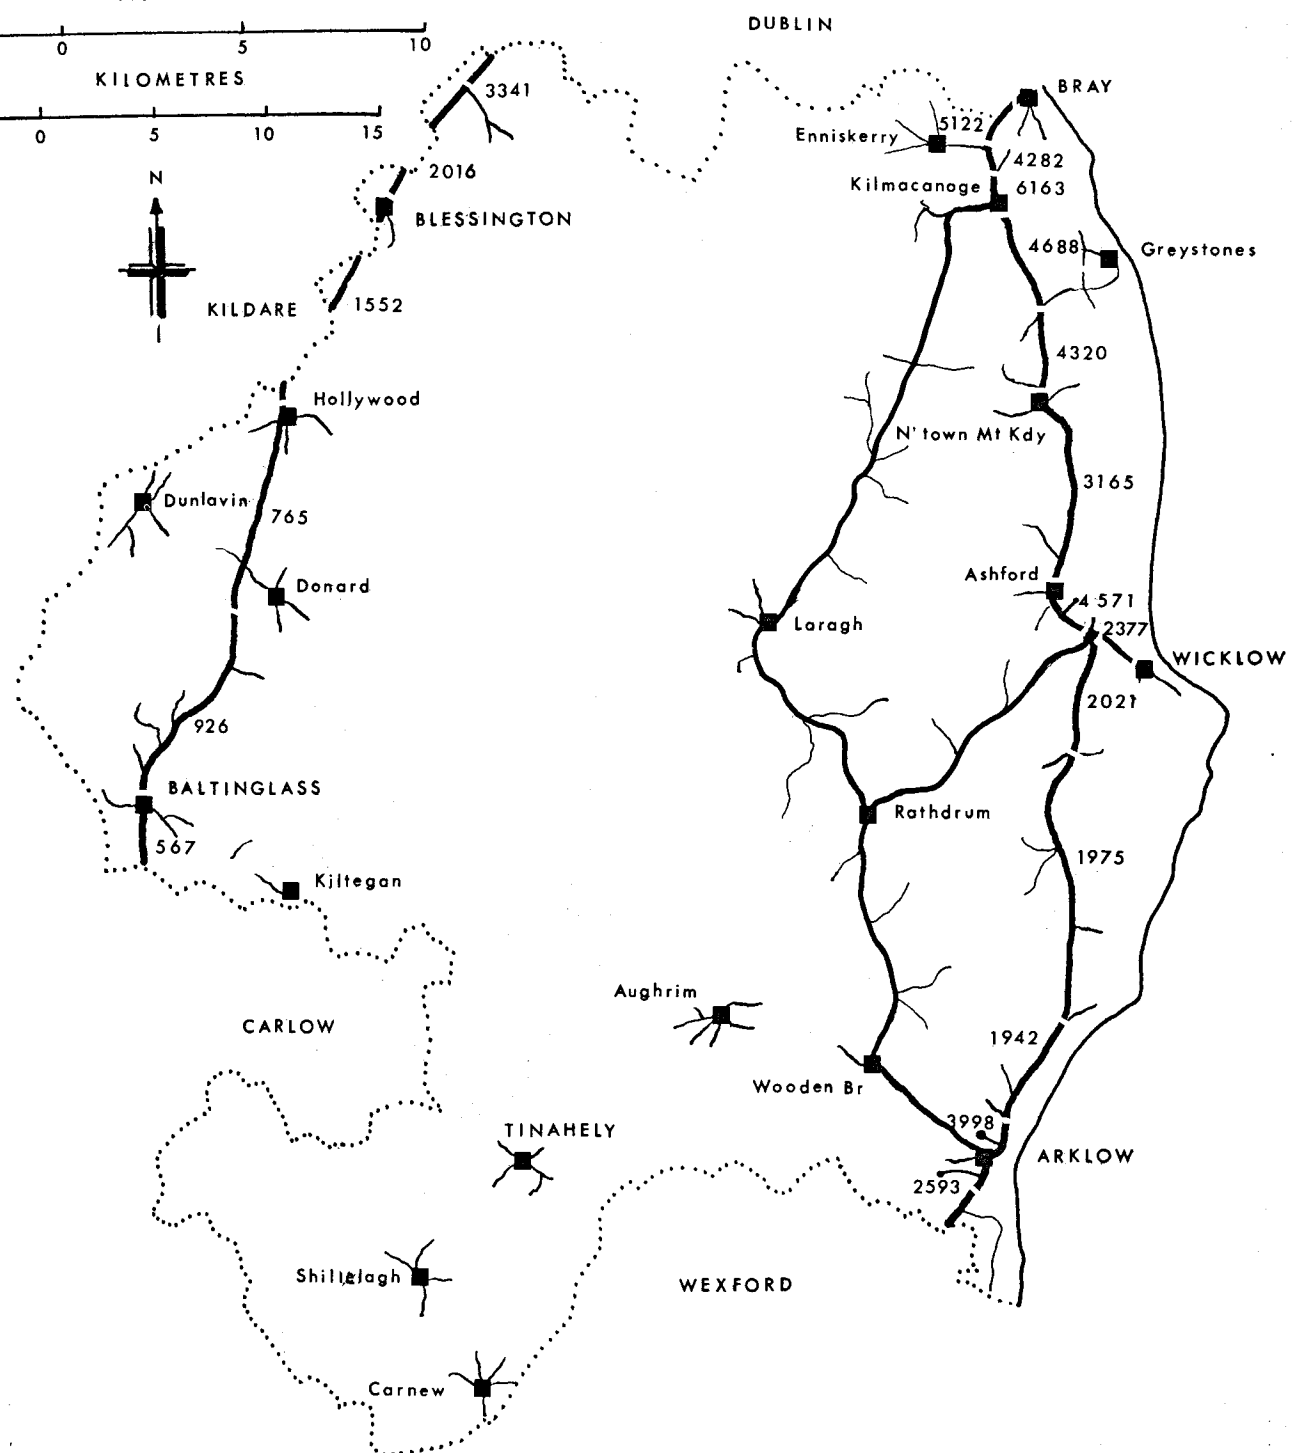 DUBLIN
0 5 10
KILOMETRES
0 5 10 15
3341
BRAY
5122
Enniskerry
4282
2016
Kilmacanoge 6163
N
BLESSINGTON
4688 Greystones
KILDARE 1552
4320
Hollywood
N'town Mt Kdy
3165
Dunlavin
765
Ashford
Donard
4571
Laragh
2377
WICKLOW
2021
926
BALTINGLASS
Rathdrum
567
1975
Kiltegan
Aughrim
CARLOW
1942
Wooden Br
3998
TINAHELY
ARKLOW
2593
Shillelagh
WEXFORD
Carnew